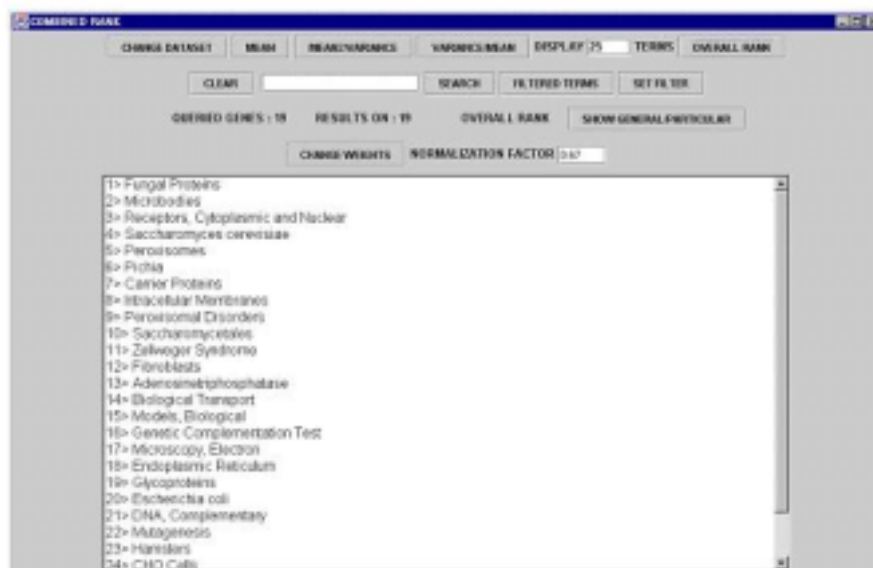 COMBINED RANK
CHANGE DATASET MEAN MEAN/VARIANCE VARIANCE/MEAN DISPLAY 25 TERMS OVERALL RANK
CLEAR SEARCH FILTERED TERMS SET FILTER
QUERIED GENES : 19 RESULTS ON : 19 OVERALL RANK SHOW GENERAL/PARTICULAR
CHANGE WEIGHTS NORMALIZATION FACTOR 0.67
1> Fungal Proteins
2> Microbodies
3> Receptors, Cytoplasmic and Nuclear
4> Saccharomyces cerevisiae
5> Peroxisomes
6> Pichia
7> Carrier Proteins
8> Intracellular Membranes
9> Peroxisomal Disorders
10> Saccharomycetales
11> Zellweger Syndrome
12> Fibroblasts
13> Adenosinetriphosphatase
14> Biological Transport
15> Models, Biological
16> Genetic Complementation Test
17> Microscopy, Electron
18> Endoplasmic Reticulum
19> Glycoproteins
20> Escherichia coli
21> DNA, Complementary
22> Mutagenesis
23> Hamsters
24> CHO Cells